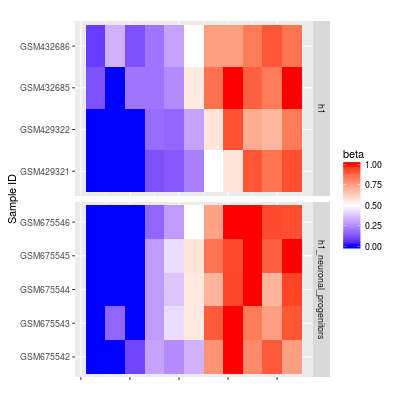 GSM432686
GSM432685
GSM429322
GSM429321
h1
GSM675546
GSM675545
GSM675544
GSM675543
GSM675542
h1_neuronal_progenitors
Sample ID
beta
1.00
0.75
0.50
0.25
0.00